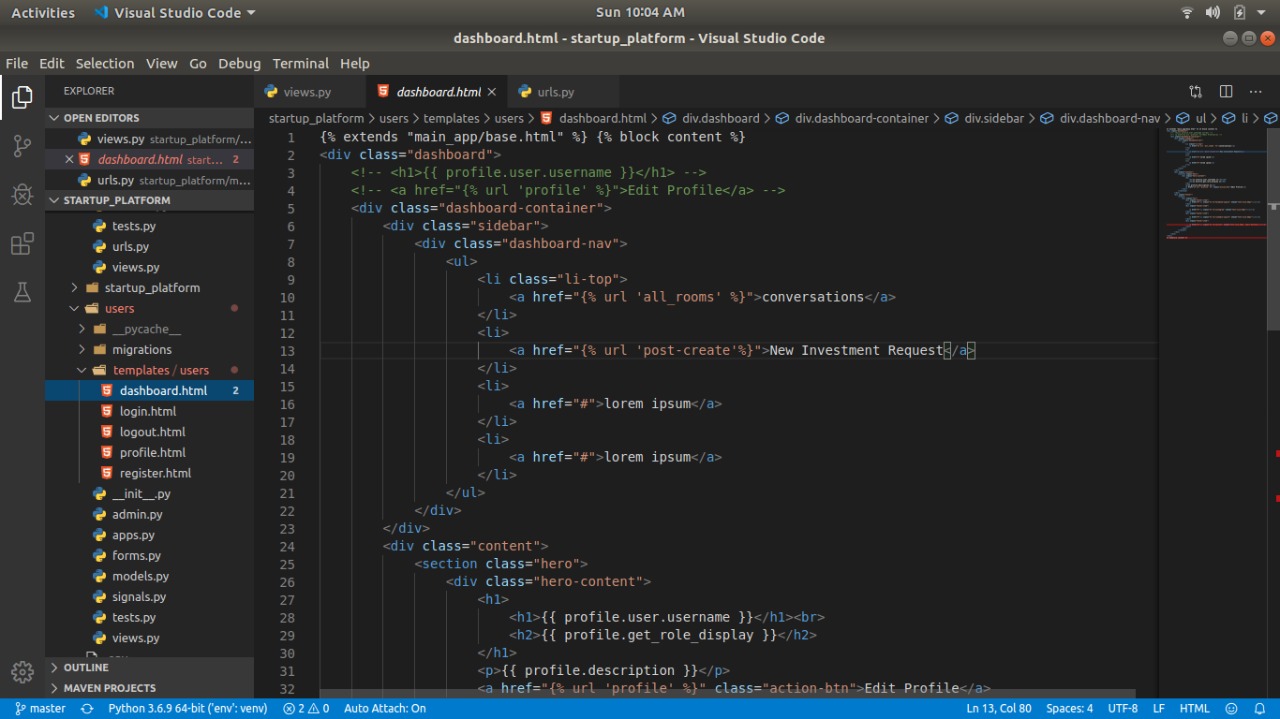 Activities Visual Studio Code Sun 10:04 AM
dashboard.html - startup_platform - Visual Studio Code
File Edit Selection View Go Debug Terminal Help
EXPLORER
OPEN EDITORS
views.py startup_platform/m...
dashboard.html start... 2
urls.py startup_platform/m...
STARTUP_PLATFORM
tests.py
urls.py
views.py
startup_platform
users
__pycache__
migrations
templates / users
dashboard.html 2
login.html
logout.html
profile.html
register.html
__init__.py
admin.py
apps.py
forms.py
models.py
signals.py
tests.py
views.py
OUTLINE
MAVEN PROJECTS
views.py dashboard.html urls.py
startup_platform > users > templates > users > dashboard.html > div.dashboard > div.dashboard-container > div.sidebar > div.dashboard-nav > ul > li >
1 {% extends "main_app/base.html" %} {% block content %}
2 <div class="dashboard">
3 <!-- <h1>{{ profile.user.username }}</h1> -->
4 <!-- <a href="{% url 'profile' %}">Edit Profile</a> -->
5 <div class="dashboard-container">
6 <div class="sidebar">
7 <div class="dashboard-nav">
8 <ul>
9 <li class="li-top">
10 <a href="{% url 'all_rooms' %}">conversations</a>
11 </li>
12 <li>
13 <a href="{% url 'post-create'%}">New Investment Request</a>
14 </li>
15 <li>
16 <a href="#">lorem ipsum</a>
17 </li>
18 <li>
19 <a href="#">lorem ipsum</a>
20 </li>
21 </ul>
22 </div>
23 </div>
24 <div class="content">
25 <section class="hero">
26 <div class="hero-content">
27 <h1>
28 <h1>{{ profile.user.username }}</h1><br>
29 <h2>{{ profile.get_role_display }}</h2>
30 </h1>
31 <p>{{ profile.description }}</p>
32 <a href="{% url 'profile' %}" class="action-btn">Edit Profile</a>
master Python 3.6.9 64-bit ('env': venv) 2 0 Auto Attach: On Ln 13, Col 80 Spaces: 4 UTF-8 LF HTML